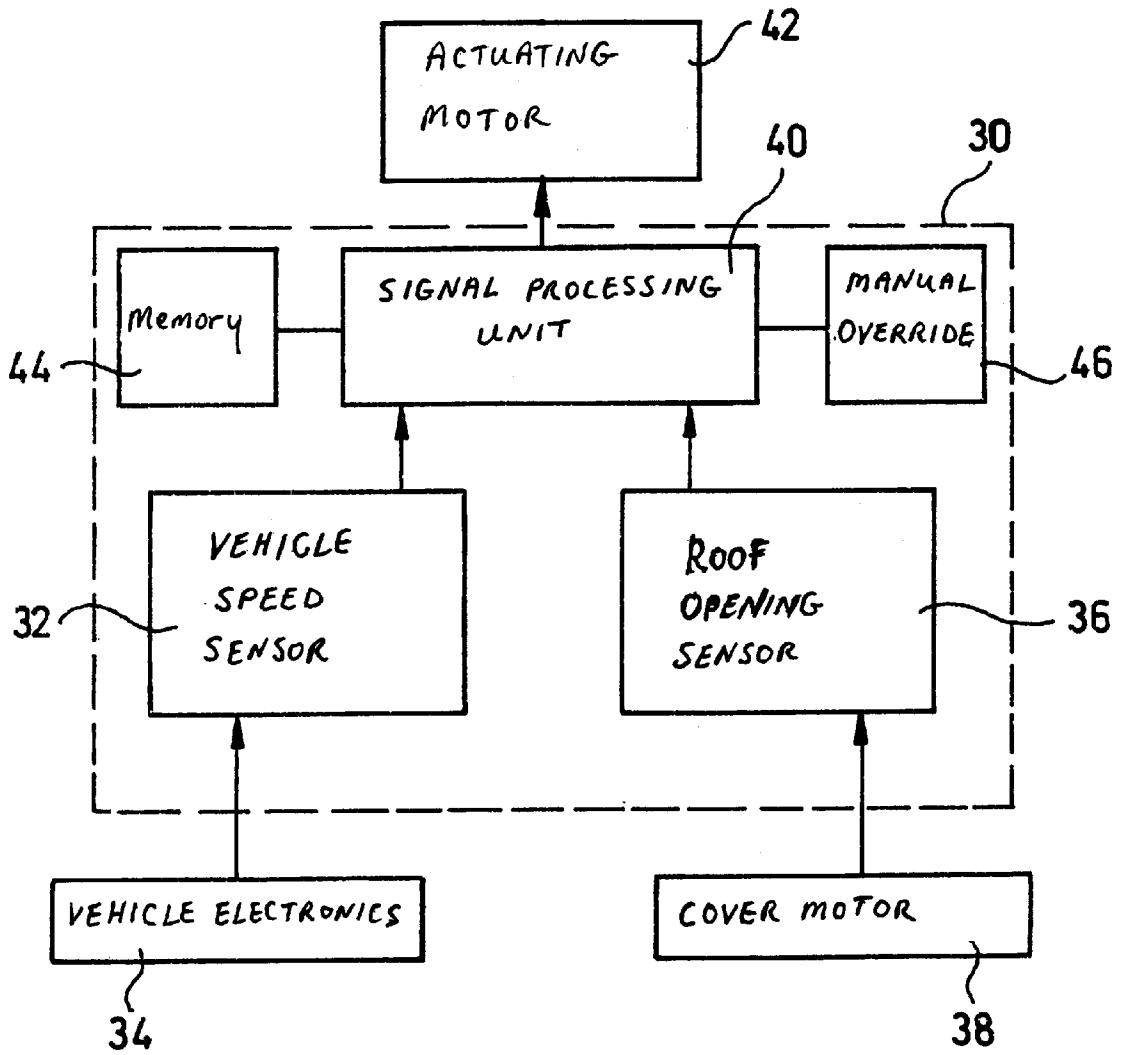 42
ACTUATING
MOTOR
40
30
Memory
SIGNAL PROCESSING
UNIT
MANUAL
OVERRIDE
44
46
VEHICLE
SPEED
SENSOR
ROOF
OPENING
SENSOR
32
36
VEHICLE ELECTRONICS
COVER MOTOR
34
38